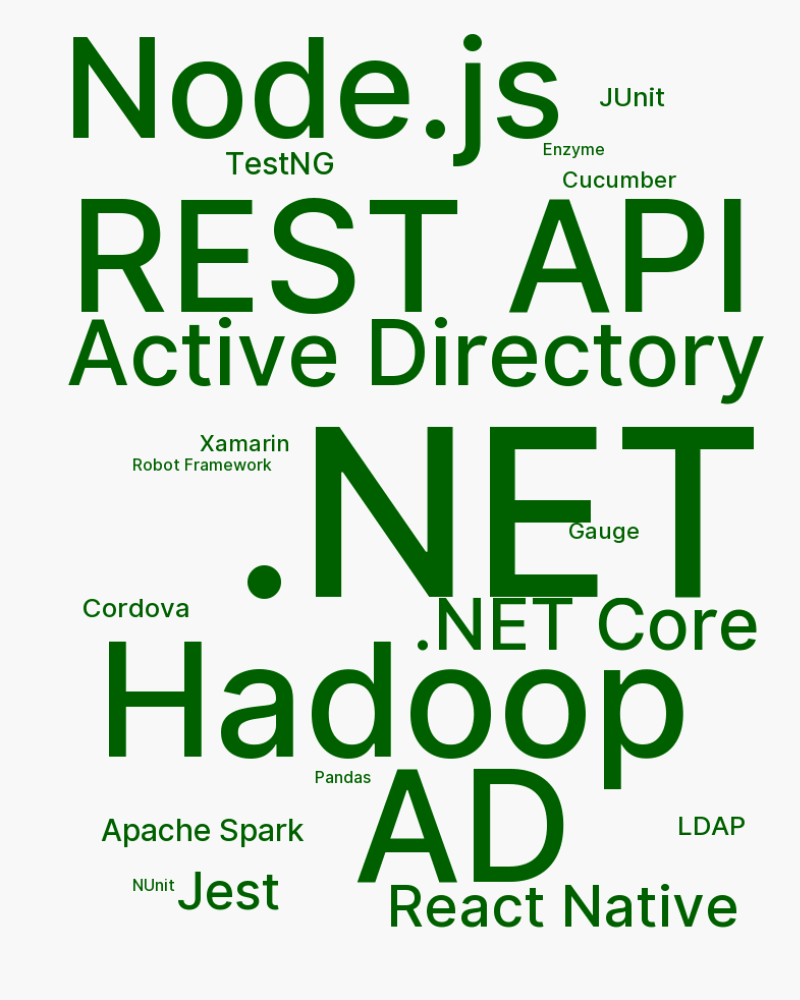 Node.js
JUnit
Enzyme
TestNG
Cucumber
REST API
Active Directory
Xamarin
Robot Framework
.NET
Gauge
Cordova
.NET Core
Hadoop
Pandas
AD
Apache Spark
LDAP
NUnit
Jest
React Native